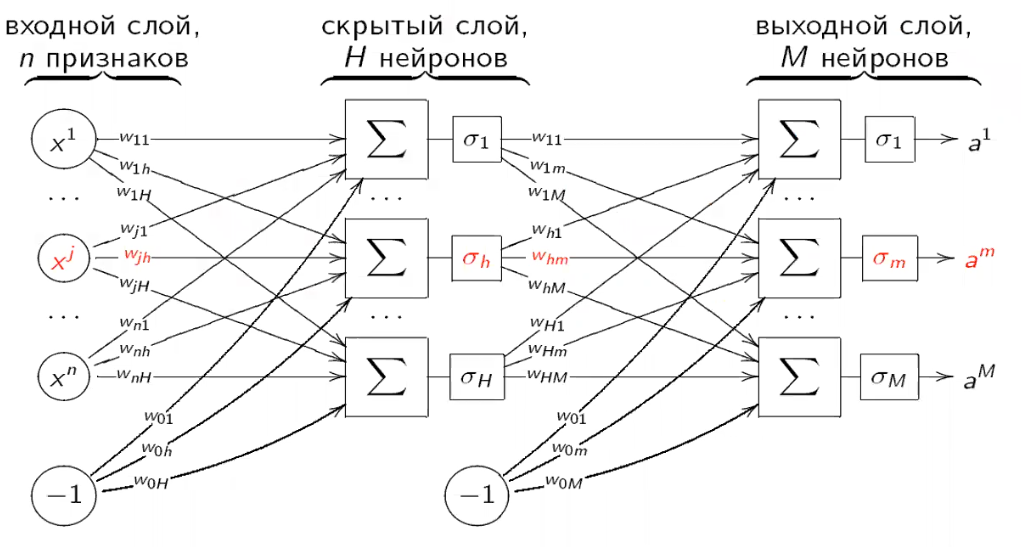 входной слой,
n признаков
скрытый слой,
H нейронов
выходной слой,
M нейронов
x¹ w₁₁ Σ σ₁ w₁₁ Σ σ₁ a¹
w₁ₕ w₁ₘ
w₁H w₁M
... ... ...
wⱼ₁ wₕ₁
xʲ wⱼₕ Σ σₕ wₕₘ Σ σₘ aᵐ
wⱼH wₕM
... ... ...
wₙ₁ wH₁
wₙₕ wHₘ
xⁿ wₙH Σ σH wHM Σ σM aᴹ
w₀₁ w₀₁
w₀ₕ w₀ₘ
−1 w₀H −1 w₀M